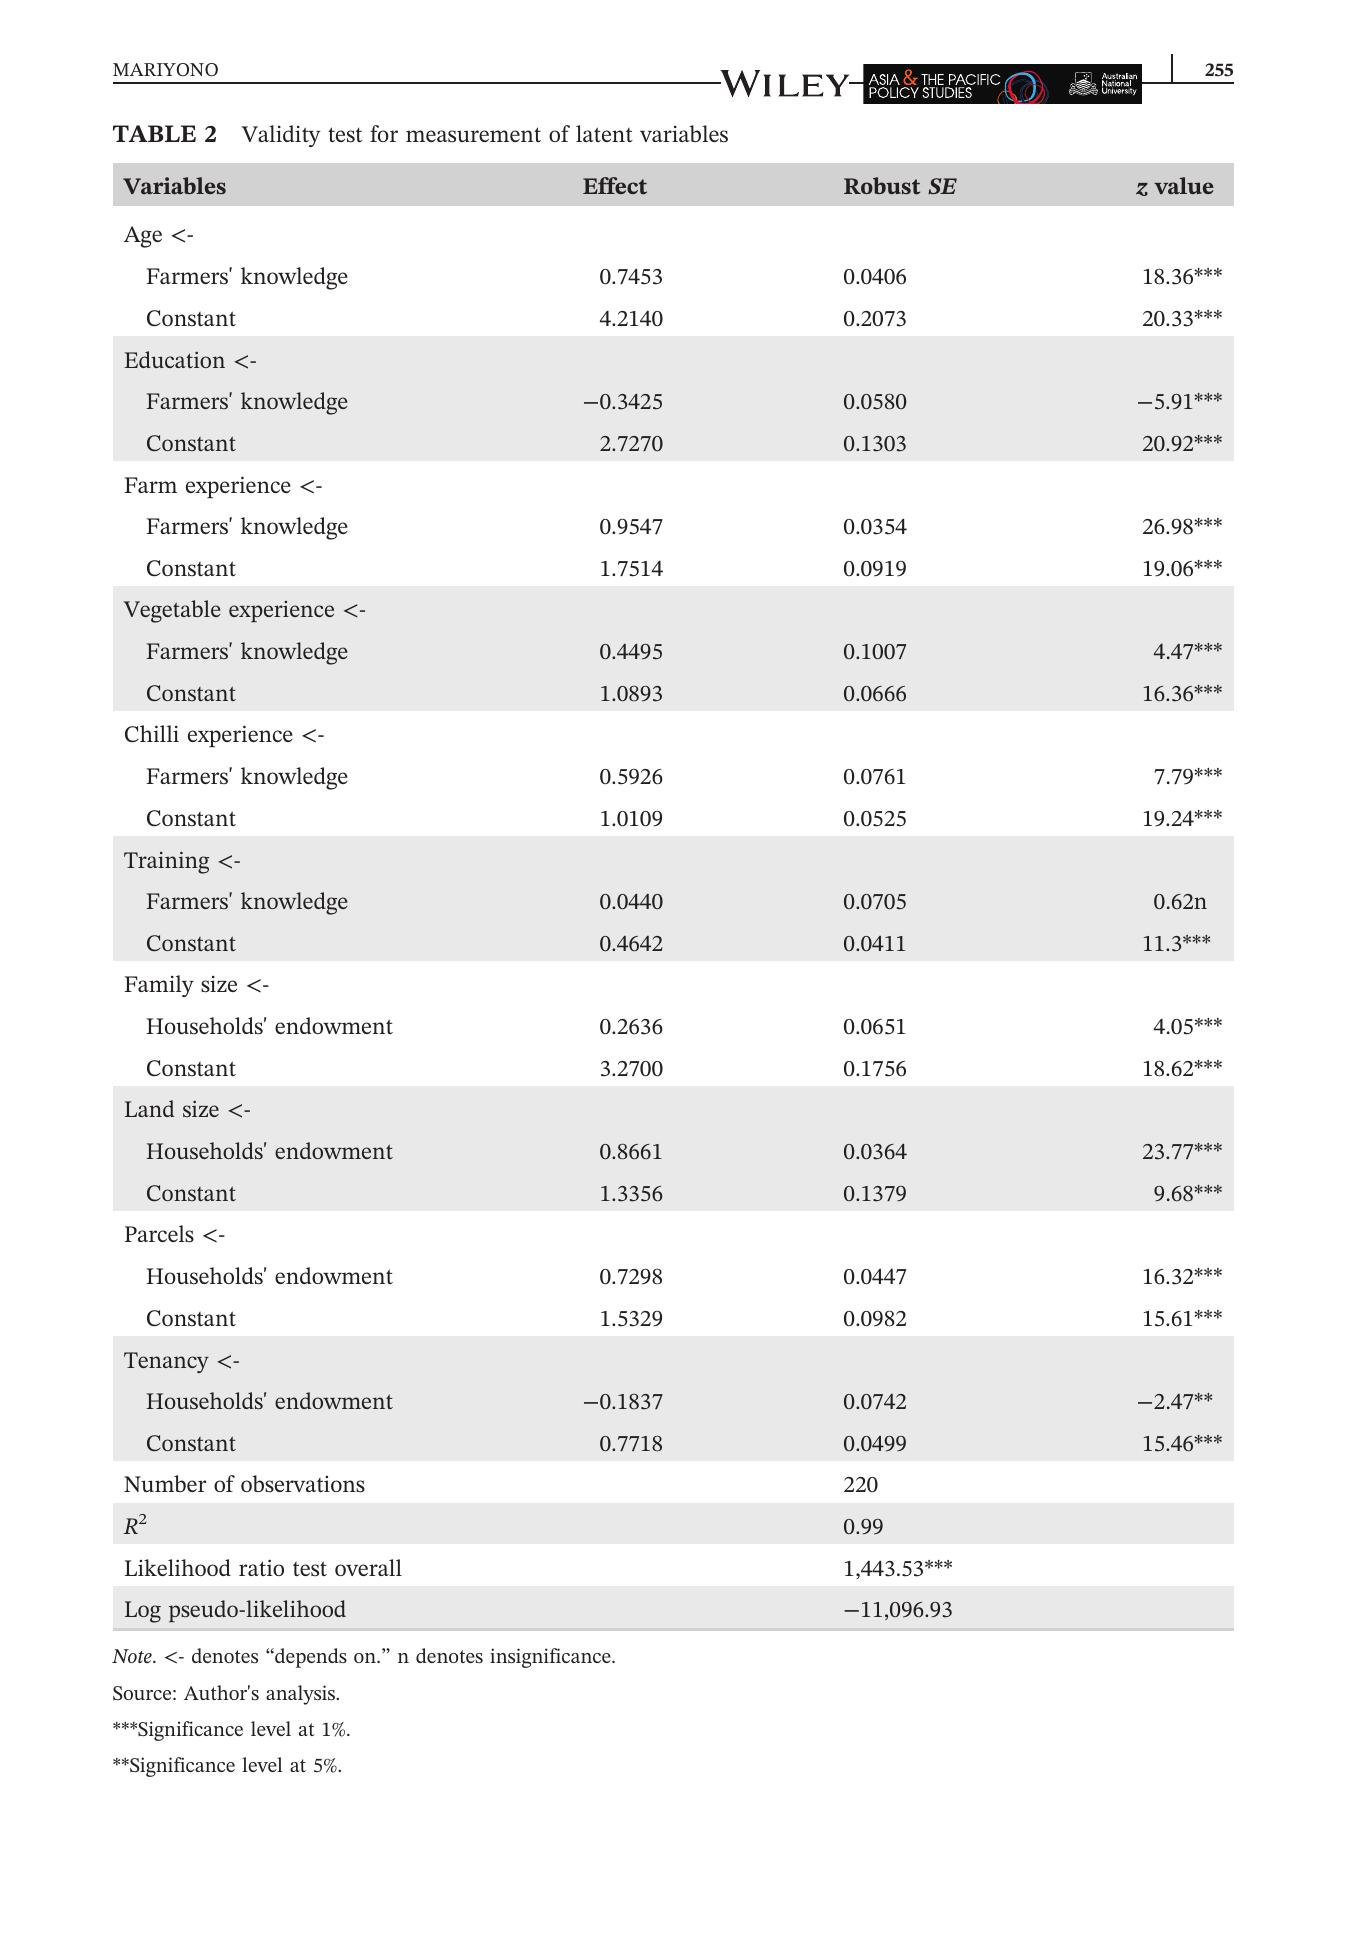 MARIYONO
WILEY
ASIA & THE PACIFIC
POLICY STUDIES
Australian
National
University
255
TABLE 2 Validity test for measurement of latent variables
Variables Effect Robust SE z value
Age <-
Farmers' knowledge 0.7453 0.0406 18.36***
Constant 4.2140 0.2073 20.33***
Education <-
Farmers' knowledge −0.3425 0.0580 −5.91***
Constant 2.7270 0.1303 20.92***
Farm experience <-
Farmers' knowledge 0.9547 0.0354 26.98***
Constant 1.7514 0.0919 19.06***
Vegetable experience <-
Farmers' knowledge 0.4495 0.1007 4.47***
Constant 1.0893 0.0666 16.36***
Chilli experience <-
Farmers' knowledge 0.5926 0.0761 7.79***
Constant 1.0109 0.0525 19.24***
Training <-
Farmers' knowledge 0.0440 0.0705 0.62n
Constant 0.4642 0.0411 11.3***
Family size <-
Households' endowment 0.2636 0.0651 4.05***
Constant 3.2700 0.1756 18.62***
Land size <-
Households' endowment 0.8661 0.0364 23.77***
Constant 1.3356 0.1379 9.68***
Parcels <-
Households' endowment 0.7298 0.0447 16.32***
Constant 1.5329 0.0982 15.61***
Tenancy <-
Households' endowment −0.1837 0.0742 −2.47**
Constant 0.7718 0.0499 15.46***
Number of observations 220
R² 0.99
Likelihood ratio test overall 1,443.53***
Log pseudo-likelihood −11,096.93
Note. <- denotes “depends on.” n denotes insignificance.
Source: Author's analysis.
***Significance level at 1%.
**Significance level at 5%.